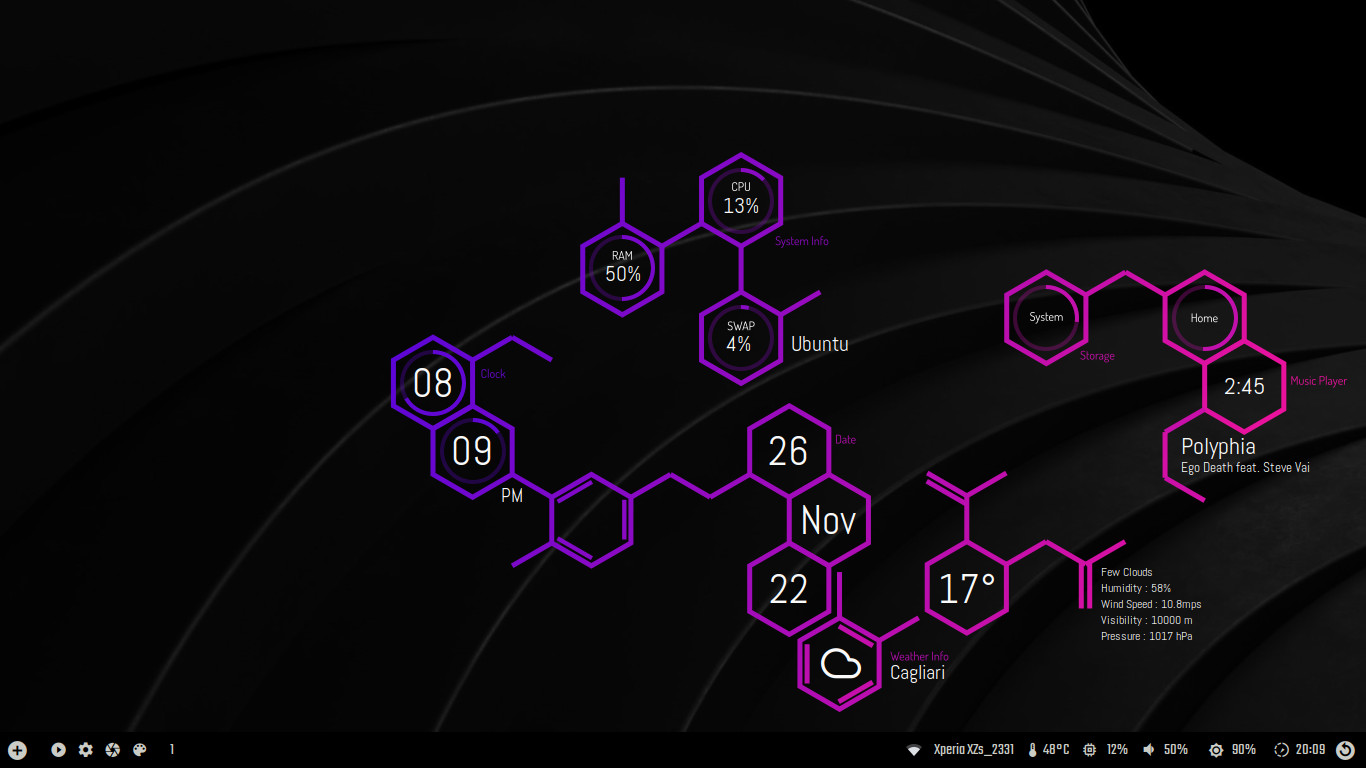 CPU
13%
System Info
RAM
50%
SWAP
4%
Ubuntu
System
Home
Storage
2:45
Music Player
Polyphia
Ego Death feat. Steve Vai
08
Clock
09
PM
26
Date
Nov
22
17°
Few Clouds
Humidity : 58%
Wind Speed : 10.8mps
Visibility : 10000 m
Pressure : 1017 hPa
Weather Info
Cagliari
1
Xperia XZs_2331 48°C 12% 50% 90% 20:09